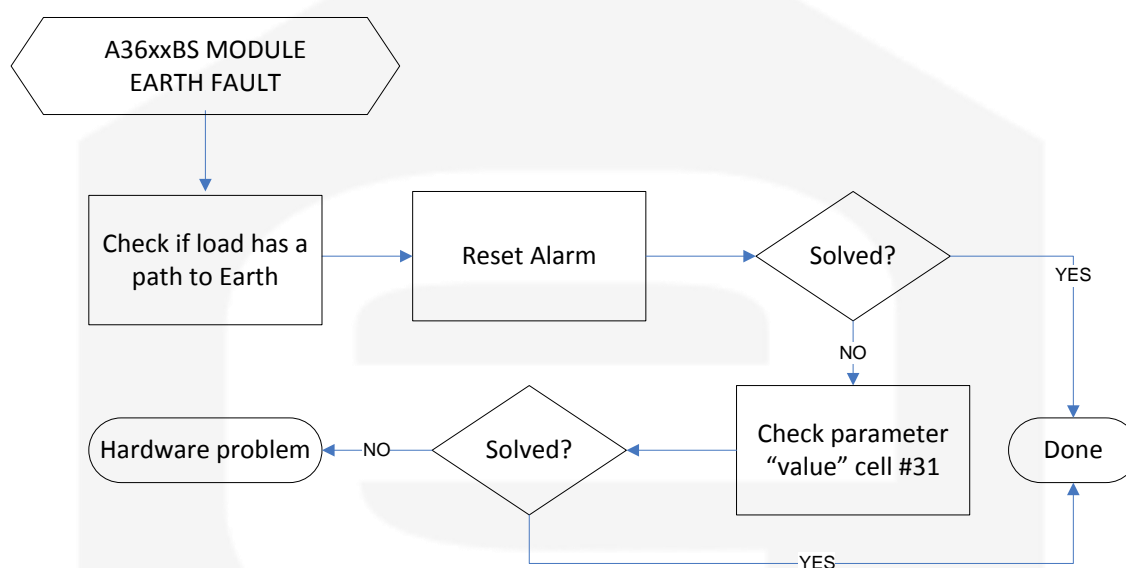 A36xxBS MODULE
EARTH FAULT
Check if load has a
path to Earth
Reset Alarm
Solved?
YES
NO
Check parameter
“value” cell #31
Solved?
NO
Hardware problem
YES
Done